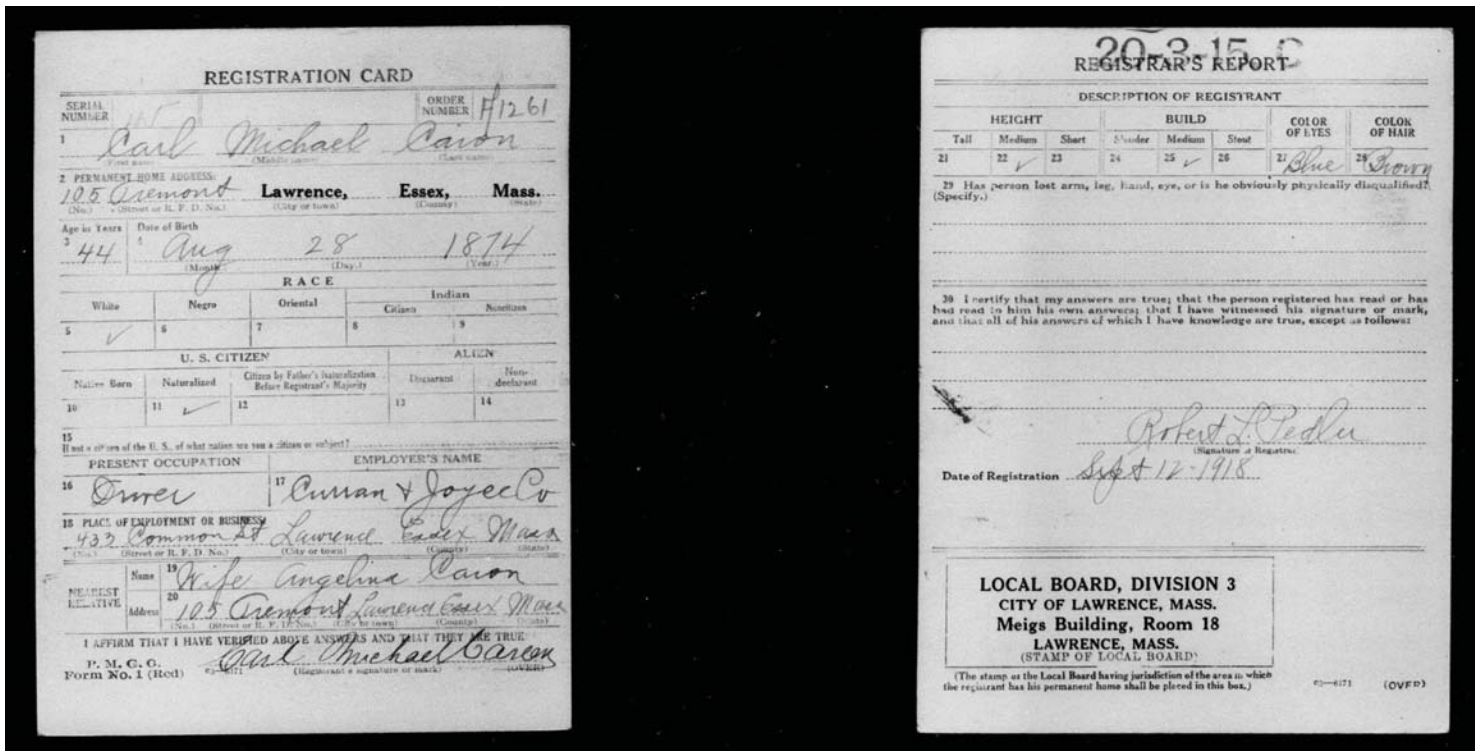 REGISTRATION CARD
SERIAL NUMBER
ORDER NUMBER A1261
1 Carl Michael Caron
(First name) (Middle name) (Last name)
2 PERMANENT HOME ADDRESS:
105 Tremont Lawrence, Essex, Mass.
(No.) (Street or R. F. D. No.) (City or town) (County) (State)
Age in Years Date of Birth
3 44 4 Aug 28 1874
(Month.) (Day.) (Year.)
RACE
White Negro Oriental Indian
Citizen Noncitizen
5 ✓ 6 7 8 9
U. S. CITIZEN ALIEN
Native Born Naturalized Citizen by Father's Naturalization Before Registrant's Majority Declarant Non-declarant
10 11 ✓ 12 13 14
15
If not a citizen of the U. S., of what nation are you a citizen or subject?
PRESENT OCCUPATION EMPLOYER'S NAME
16 Driver 17 Curran & Joyce Co
18 PLACE OF EMPLOYMENT OR BUSINESS:
433 Common St Lawrence Essex Mass
(No.) (Street or R. F. D. No.) (City or town) (County) (State)
NEAREST RELATIVE
Name 19 Wife Angelina Caron
Address 20 105 Tremont Lawrence Essex Mass
(No.) (Street or R. F. D. No.) (City or town) (County) (State)
I AFFIRM THAT I HAVE VERIFIED ABOVE ANSWERS AND THAT THEY ARE TRUE
P. M. G. O.
Form No. 1 (Red) 03—6171 Carl Michael Caron
(Registrant's signature or mark) (OVER)
20-3-15 C
REGISTRAR'S REPORT
DESCRIPTION OF REGISTRANT
HEIGHT BUILD COLOR OF EYES COLOR OF HAIR
Tall Medium Short Slender Medium Stout
21 22 ✓ 23 24 25 ✓ 26 27 Blue 28 Brown
29 Has person lost arm, leg, hand, eye, or is he obviously physically disqualified?
(Specify.)
30 I certify that my answers are true; that the person registered has read or has
had read to him his own answers; that I have witnessed his signature or mark,
and that all of his answers of which I have knowledge are true, except as follows:
Robert L. Pedler
(Signature of Registrar)
Date of Registration Sept 12-1918
LOCAL BOARD, DIVISION 3
CITY OF LAWRENCE, MASS.
Meigs Building, Room 18
LAWRENCE, MASS.
(STAMP OF LOCAL BOARD)
(The stamp of the Local Board having jurisdiction of the area in which
the registrant has his permanent home shall be placed in this box.)
03—6171 (OVER)